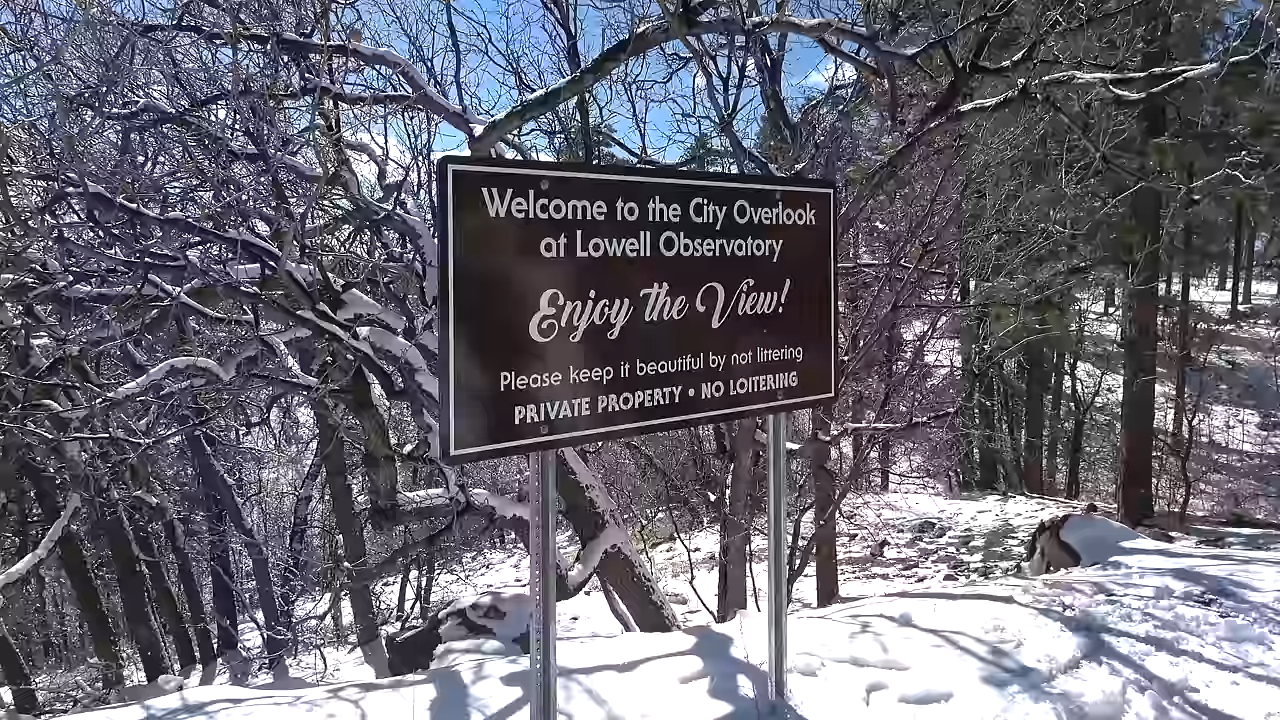 Welcome to the City Overlook
at Lowell Observatory
Enjoy the View!
Please keep it beautiful by not littering
PRIVATE PROPERTY • NO LOITERING